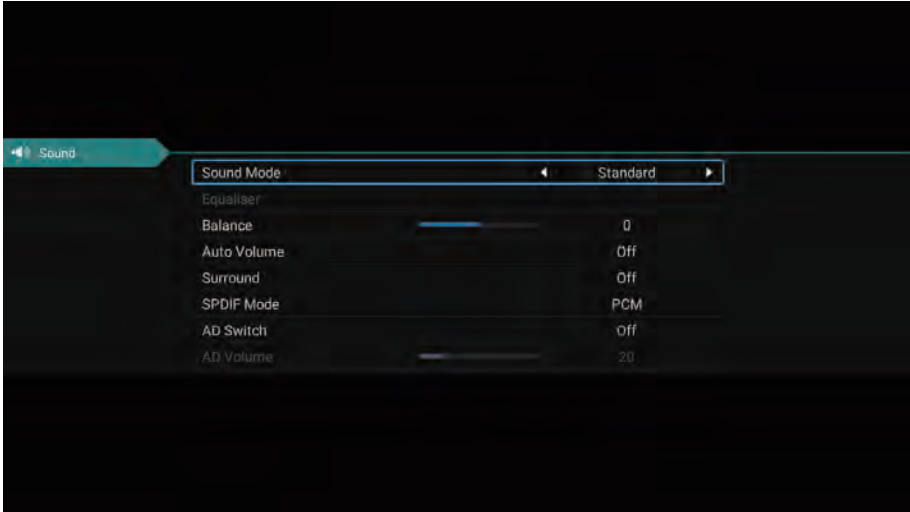 Sound
Sound Mode Standard
Equaliser
Balance 0
Auto Volume Off
Surround Off
SPDIF Mode PCM
AD Switch Off
AD Volume 20